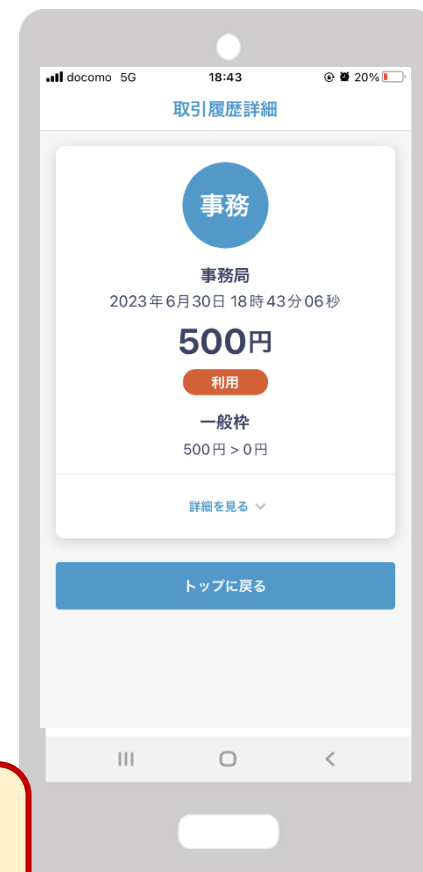 docomo 5G 18:43 20%
取引履歴詳細
事務
事務局
2023年6月30日 18時43分06秒
500円
利用
一般枠
500円 > 0円
詳細を見る
トップに戻る